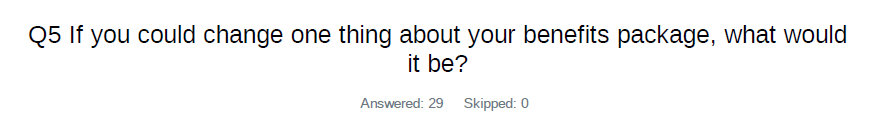 Q5 If you could change one thing about your benefits package, what would
it be?
Answered: 29 Skipped: 0